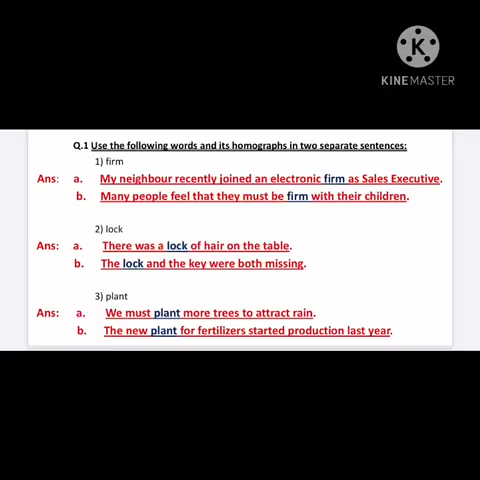 K
KINEMASTER
Q.1 Use the following words and its homographs in two separate sentences:
1) firm
Ans: a. My neighbour recently joined an electronic firm as Sales Executive.
b. Many people feel that they must be firm with their children.
2) lock
Ans: a. There was a lock of hair on the table.
b. The lock and the key were both missing.
3) plant
Ans: a. We must plant more trees to attract rain.
b. The new plant for fertilizers started production last year.